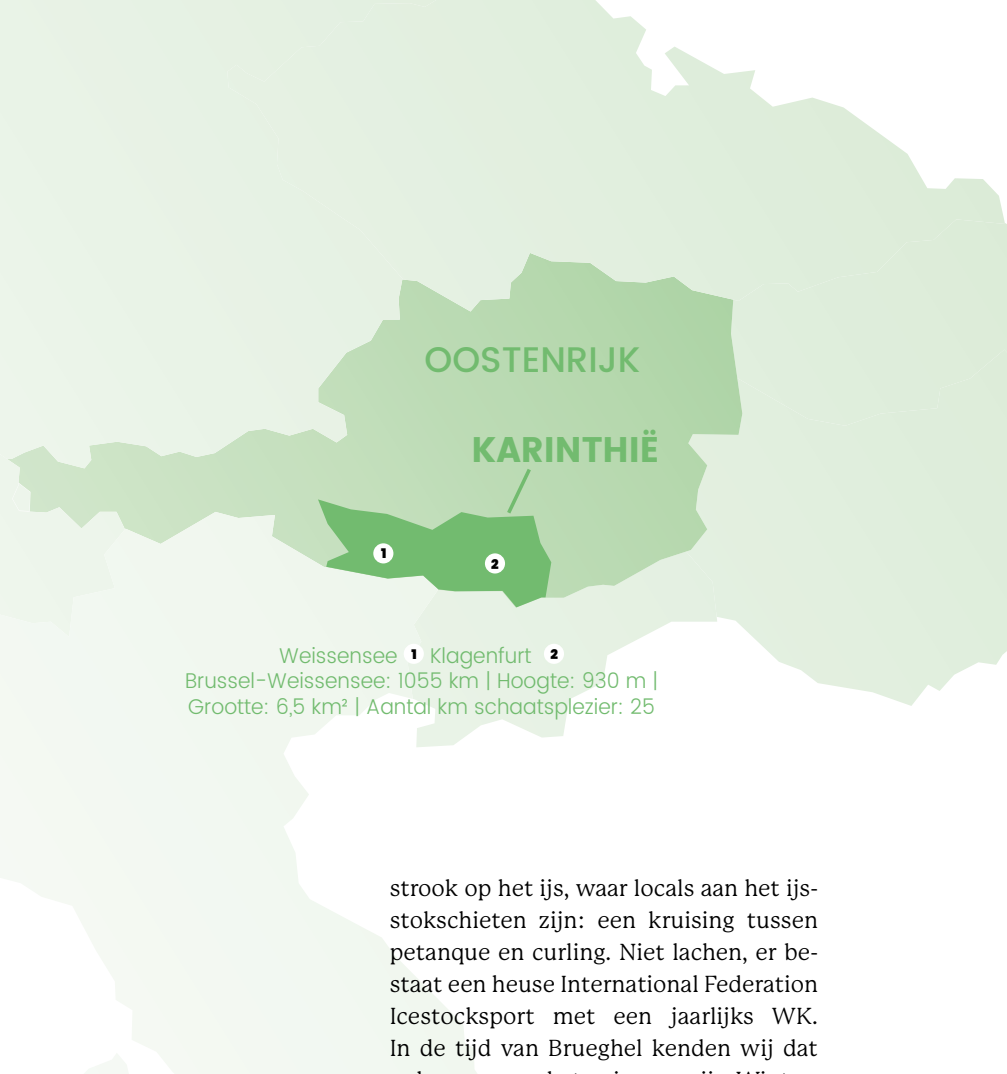 OOSTENRIJK
KARINTHIË
1
2
Weissensee 1 Klagenfurt 2
Brussel-Weissensee: 1055 km | Hoogte: 930 m |
Grootte: 6,5 km² | Aantal km schaatsplezier: 25
strook op het ijs, waar locals aan het ijs-
stokschieten zijn: een kruising tussen
petanque en curling. Niet lachen, er be-
staat een heuse International Federation
Icestocksport met een jaarlijks WK.
In de tijd van Brueghel kenden wij dat